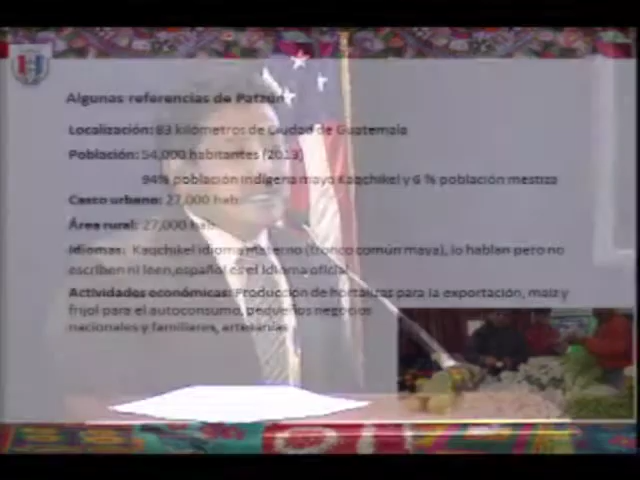 Algunas referencias de Patzún
Localización: 83 kilómetros de Ciudad de Guatemala
Población: 54,000 habitantes (2013)
94% población indígena maya Kaqchikel y 6 % población mestiza
Casco urbano: 27,000 hab.
Área rural: 27,000 hab.
Idiomas: Kaqchikel idioma materno (tronco común maya), lo hablan pero no
escriben ni leen,español es el idioma oficial
Actividades económicas: Producción de hortalizas para la exportación, maíz y
frijol para el autoconsumo, pequeños negocios
nacionales y familiares, artesanías